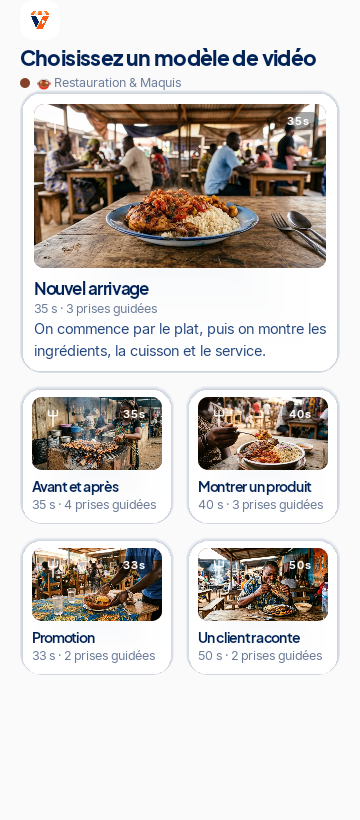 Choisissez un modèle de vidéo
Restauration & Maquis
35s
Nouvel arrivage
35 s · 3 prises guidées
On commence par le plat, puis on montre les
ingrédients, la cuisson et le service.
35s
Avant et après
35 s · 4 prises guidées
40s
Montrer un produit
40 s · 3 prises guidées
33s
Promotion
33 s · 2 prises guidées
50s
Un client raconte
50 s · 2 prises guidées